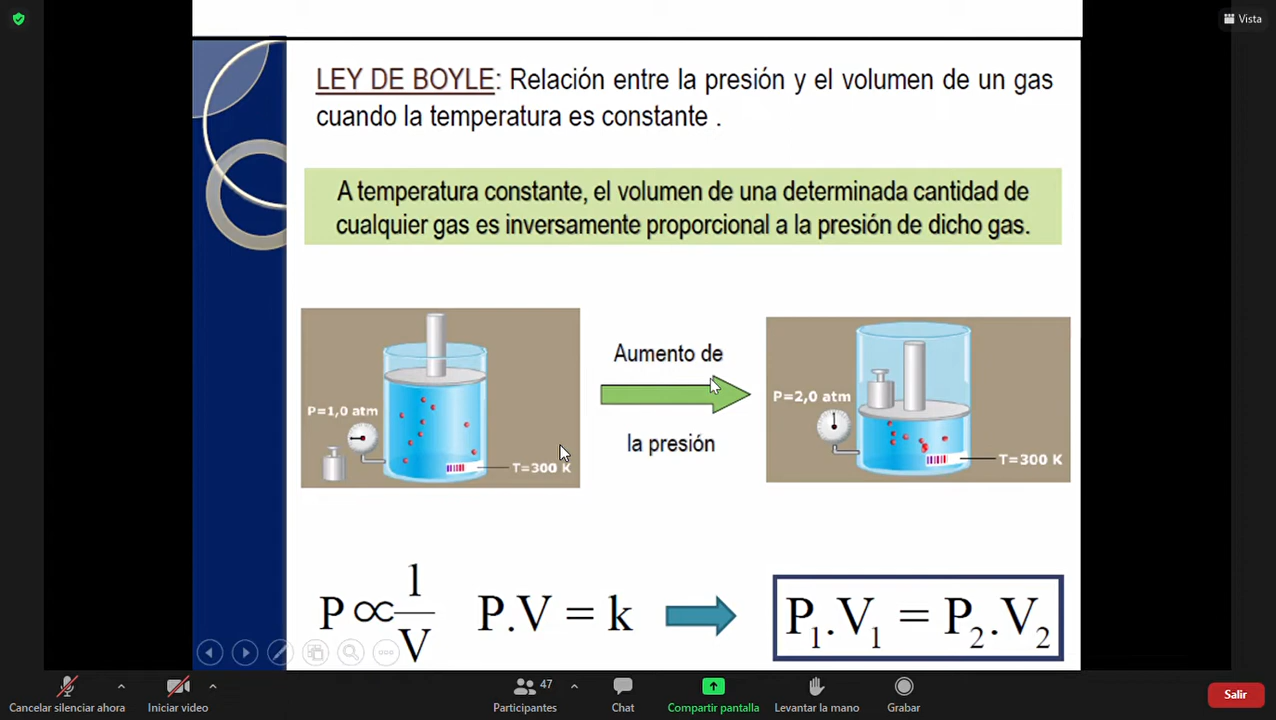 Vista
LEY DE BOYLE: Relación entre la presión y el volumen de un gas
cuando la temperatura es constante .
A temperatura constante, el volumen de una determinada cantidad de
cualquier gas es inversamente proporcional a la presión de dicho gas.
P=1,0 atm
T=300 K
Aumento de
la presión
P=2,0 atm
T=300 K
P ∝ 1/V
P.V = k
P₁.V₁ = P₂.V₂
Cancelar silenciar ahora
Iniciar video
47
Participantes
Chat
Compartir pantalla
Levantar la mano
Grabar
Salir